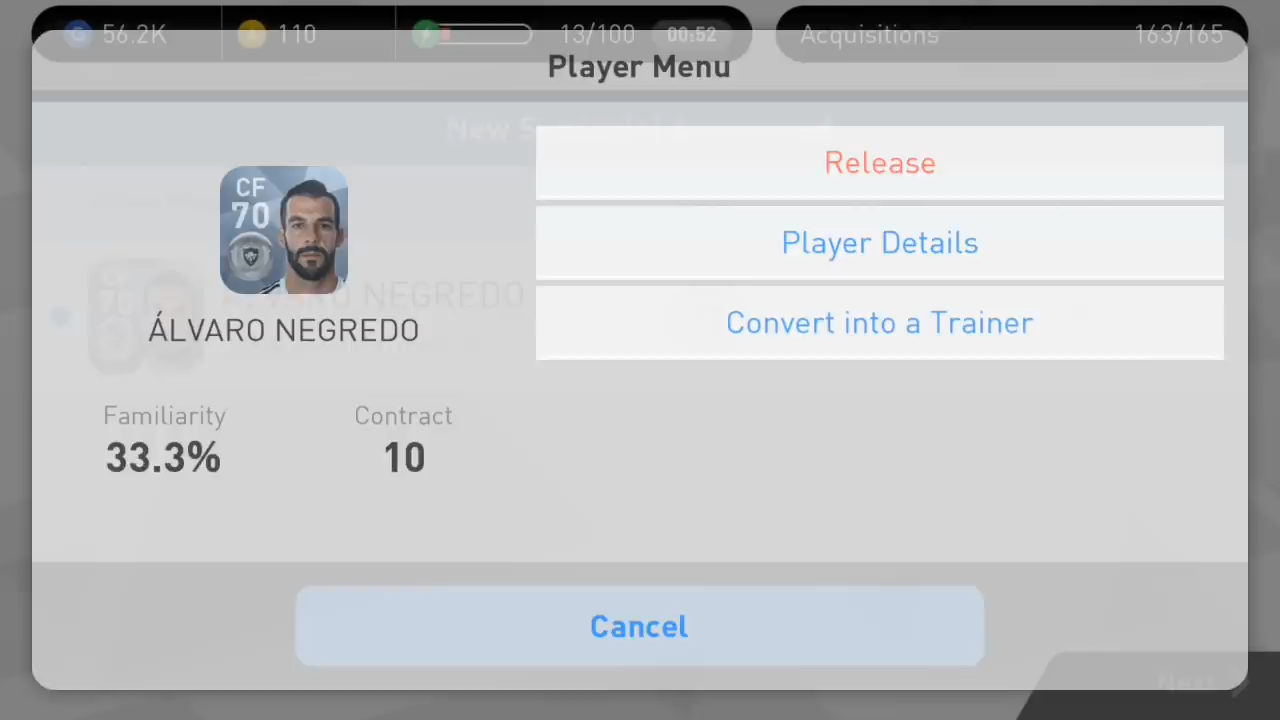 56.2K 110 13/100 00:52 Acquisitions 163/165
Player Menu
Release
CF
70
Player Details
ÁLVARO NEGREDO
Convert into a Trainer
Familiarity Contract
33.3% 10
Cancel
Next